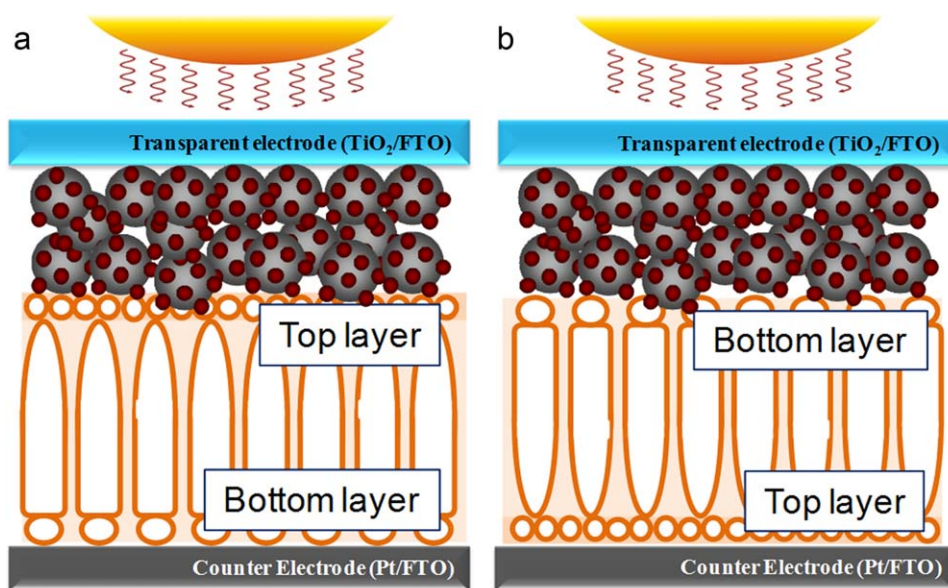 a
Transparent electrode (TiO₂/FTO)
Top layer
Bottom layer
Counter Electrode (Pt/FTO)
b
Transparent electrode (TiO₂/FTO)
Bottom layer
Top layer
Counter Electrode (Pt/FTO)